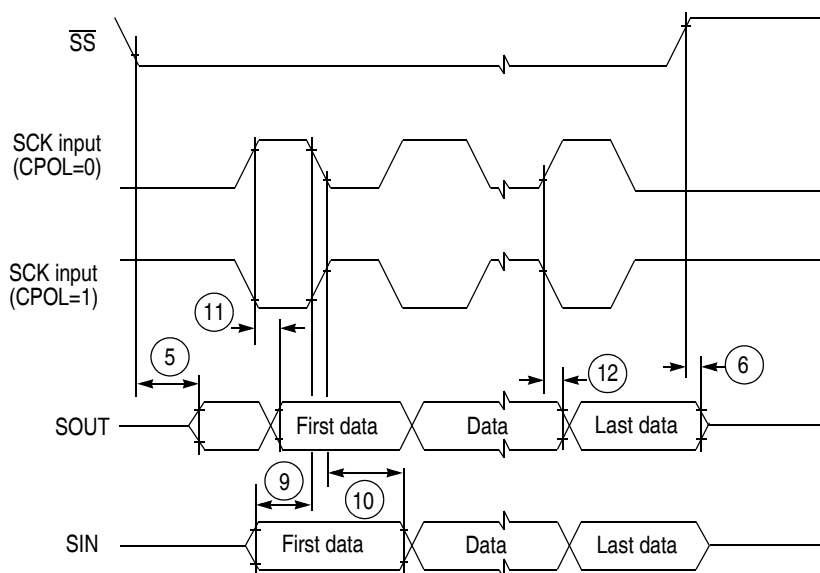 SS
SCK input
(CPOL=0)
SCK input
(CPOL=1)
11
5
12
6
SOUT
First data
Data
Last data
9
10
SIN
First data
Data
Last data